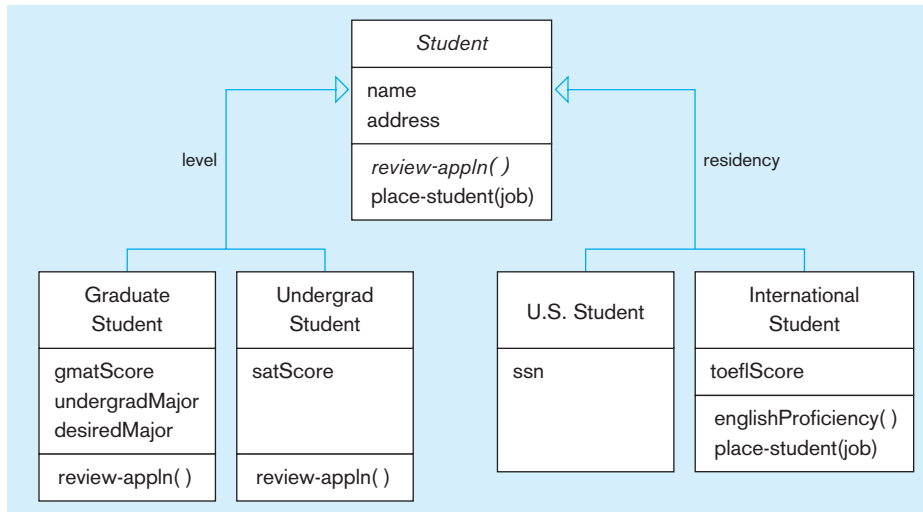 Student
name
address
review-appln( )
place-student(job)
level
residency
Graduate
Student
gmatScore
undergradMajor
desiredMajor
review-appln( )
Undergrad
Student
satScore
review-appln( )
U.S. Student
ssn
International
Student
toeflScore
englishProficiency( )
place-student(job)